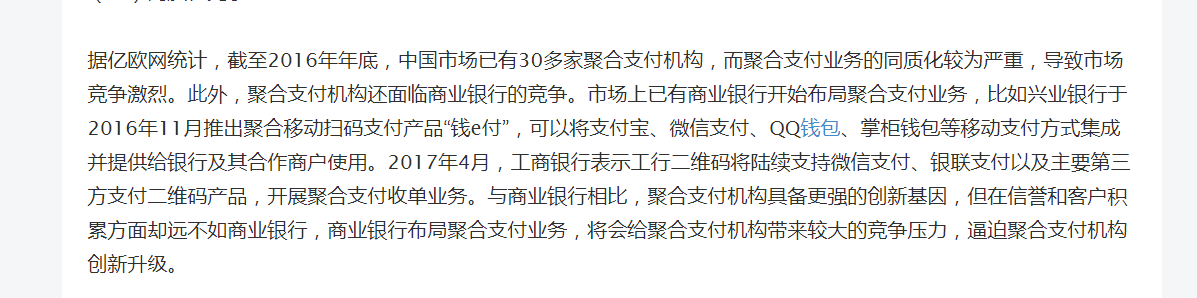 据亿欧网统计，截至2016年年底，中国市场已有30多家聚合支付机构，而聚合支付业务的同质化较为严重，导致市场
竞争激烈。此外，聚合支付机构还面临商业银行的竞争。市场上已有商业银行开始布局聚合支付业务，比如兴业银行于
2016年11月推出聚合移动扫码支付产品“钱e付”，可以将支付宝、微信支付、QQ钱包、掌柜钱包等移动支付方式集成
并提供给银行及其合作商户使用。2017年4月，工商银行表示工行二维码将陆续支持微信支付、银联支付以及主要第三
方支付二维码产品，开展聚合支付收单业务。与商业银行相比，聚合支付机构具备更强的创新基因，但在信誉和客户积
累方面却远不如商业银行，商业银行布局聚合支付业务，将会给聚合支付机构带来较大的竞争压力，逼迫聚合支付机构
创新升级。